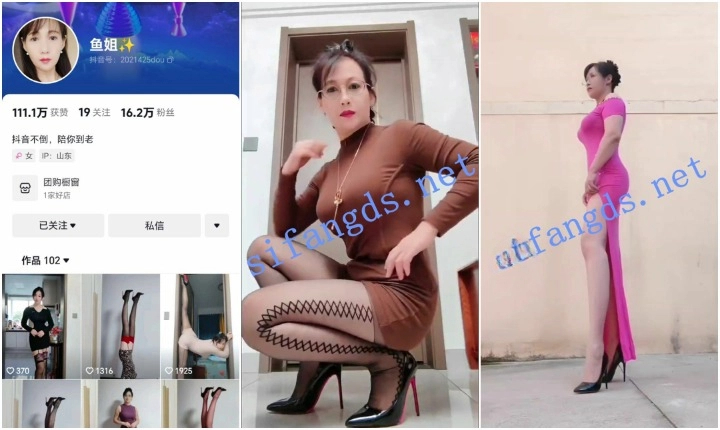 鱼姐✨
抖音号：2021425dou
111.1万 获赞 19 关注 16.2万 粉丝
抖音不倒，陪你到老
女 IP：山东
团购橱窗
1家好店
已关注
私信
作品 102
370
1316
1925
sifangds.net
sifangds.net